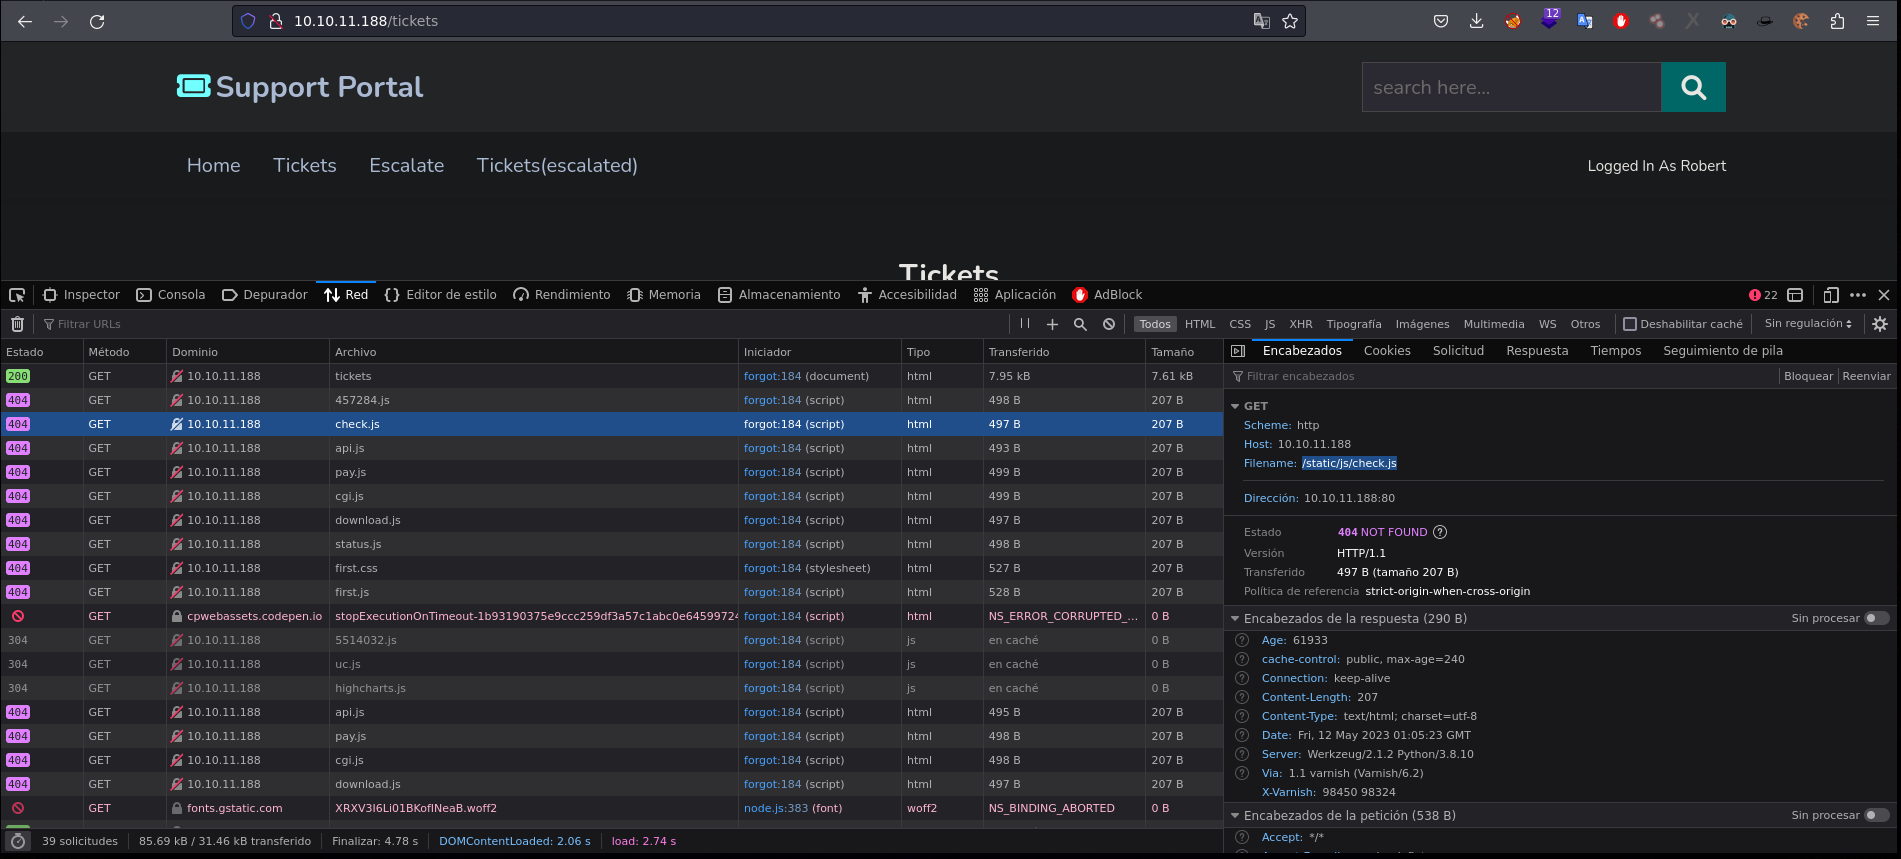 10.10.11.188/tickets
12
Support Portal
search here...
Home Tickets Escalate Tickets(escalated) Logged In As Robert
Tickets
Inspector Consola Depurador Red Editor de estilo Rendimiento Memoria Almacenamiento Accesibilidad Aplicación AdBlock 22
Filtrar URLs Todos HTML CSS JS XHR Tipografía Imágenes Multimedia WS Otros Deshabilitar caché Sin regulación
Estado Método Dominio Archivo Iniciador Tipo Transferido Tamaño
200 GET 10.10.11.188 tickets forgot:184 (document) html 7.95 kB 7.61 kB
404 GET 10.10.11.188 457284.js forgot:184 (script) html 498 B 207 B
404 GET 10.10.11.188 check.js forgot:184 (script) html 497 B 207 B
404 GET 10.10.11.188 api.js forgot:184 (script) html 493 B 207 B
404 GET 10.10.11.188 pay.js forgot:184 (script) html 499 B 207 B
404 GET 10.10.11.188 cgi.js forgot:184 (script) html 499 B 207 B
404 GET 10.10.11.188 download.js forgot:184 (script) html 497 B 207 B
404 GET 10.10.11.188 status.js forgot:184 (script) html 498 B 207 B
404 GET 10.10.11.188 first.css forgot:184 (stylesheet) html 527 B 207 B
404 GET 10.10.11.188 first.js forgot:184 (script) html 528 B 207 B
GET cpwebassets.codepen.io stopExecutionOnTimeout-1b93190375e9ccc259df3a57c1abc0e64599724 forgot:184 (script) NS_ERROR_CORRUPTED_... 0 B
304 GET 10.10.11.188 5514032.js forgot:184 (script) js en caché 0 B
304 GET 10.10.11.188 uc.js forgot:184 (script) js en caché 0 B
304 GET 10.10.11.188 highcharts.js forgot:184 (script) js en caché 0 B
404 GET 10.10.11.188 api.js forgot:184 (script) html 495 B 207 B
404 GET 10.10.11.188 pay.js forgot:184 (script) html 498 B 207 B
404 GET 10.10.11.188 cgi.js forgot:184 (script) html 498 B 207 B
404 GET 10.10.11.188 download.js forgot:184 (script) html 497 B 207 B
GET fonts.gstatic.com node.js:383 (font) woff2 NS_BINDING_ABORTED 0 B
39 solicitudes 85.69 kB / 31.46 kB transferido Finalizar: 4.78 s DOMContentLoaded: 2.06 s load: 2.74 s
Encabezados Cookies Solicitud Respuesta Tiempos Seguimiento de pila
Filtrar encabezados Bloquear Reenviar
GET
Scheme: http
Host: 10.10.11.188
Filename: /static/js/check.js
Dirección: 10.10.11.188:80
Estado 404 NOT FOUND
Versión HTTP/1.1
Transferido 497 B (tamaño 207 B)
Política de referencia strict-origin-when-cross-origin
Encabezados de la respuesta (290 B) Sin procesar
Age: 61933
cache-control: public, max-age=240
Connection: keep-alive
Content-Length: 207
Content-Type: text/html; charset=utf-8
Date: Fri, 12 May 2023 01:05:23 GMT
Server: Werkzeug/2.1.2 Python/3.8.10
Via: 1.1 varnish (Varnish/6.2)
X-Varnish: 98450 98324
Encabezados de la petición (538 B) Sin procesar
Accept: */*